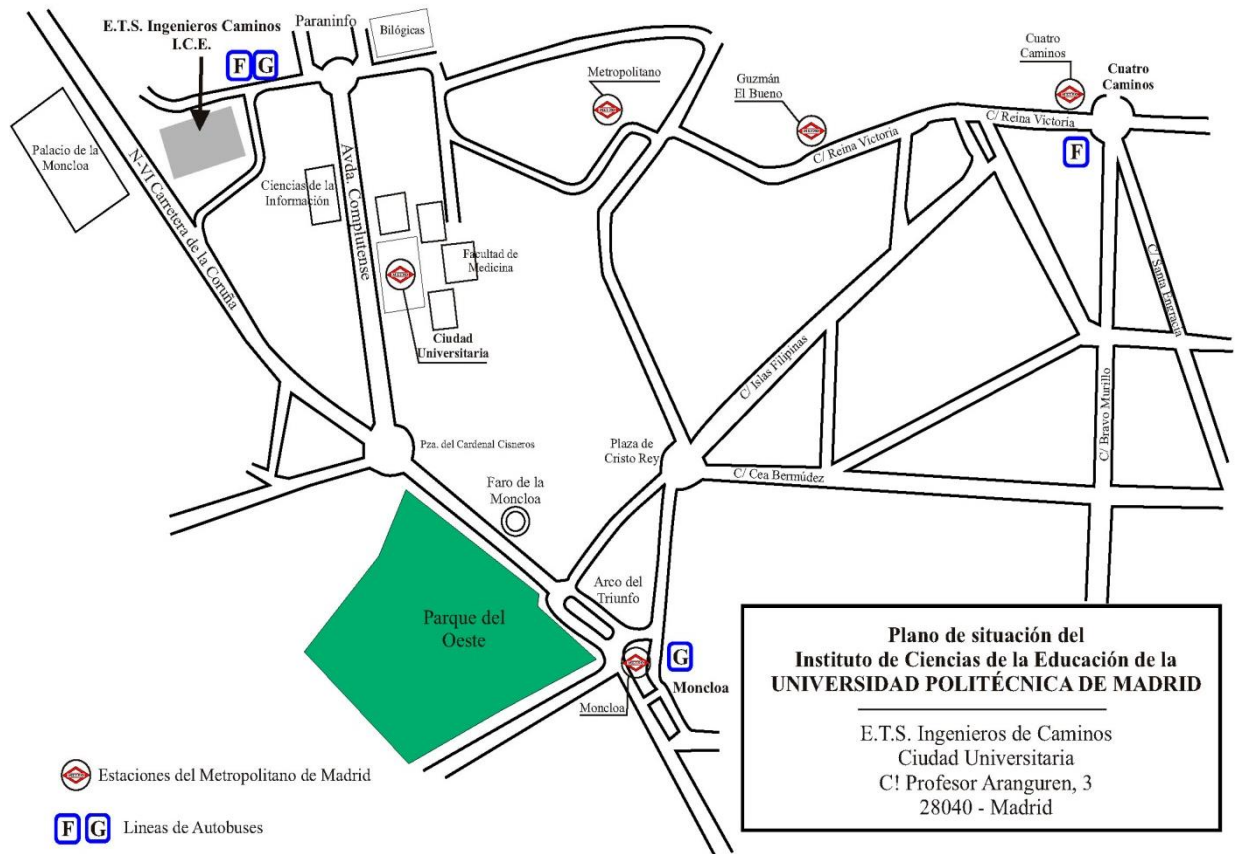 E.T.S. Ingenieros Caminos
I.C.E.
F G
Paraninfo
Bilógicas
Metropolitano
Guzmán
El Bueno
Cuatro
Caminos
Cuatro
Caminos
C/ Reina Victoria
C/ Reina Victoria
F
Palacio de la
Moncloa
N-VI Carretera de la Coruña
Ciencias de la
Información
Avda. Complutense
Facultad de
Medicina
Ciudad
Universitaria
C/ Santa Engracia
C/ Islas Filipinas
C/ Bravo Murillo
Pza. del Cardenal Cisneros
Plaza de
Cristo Rey
C/ Cea Bermúdez
Faro de la
Moncloa
Arco del
Triunfo
Parque del
Oeste
G
Moncloa
Moncloa
Plano de situación del
Instituto de Ciencias de la Educación de la
UNIVERSIDAD POLITÉCNICA DE MADRID
E.T.S. Ingenieros de Caminos
Ciudad Universitaria
C! Profesor Aranguren, 3
28040 - Madrid
Estaciones del Metropolitano de Madrid
F G Lineas de Autobuses